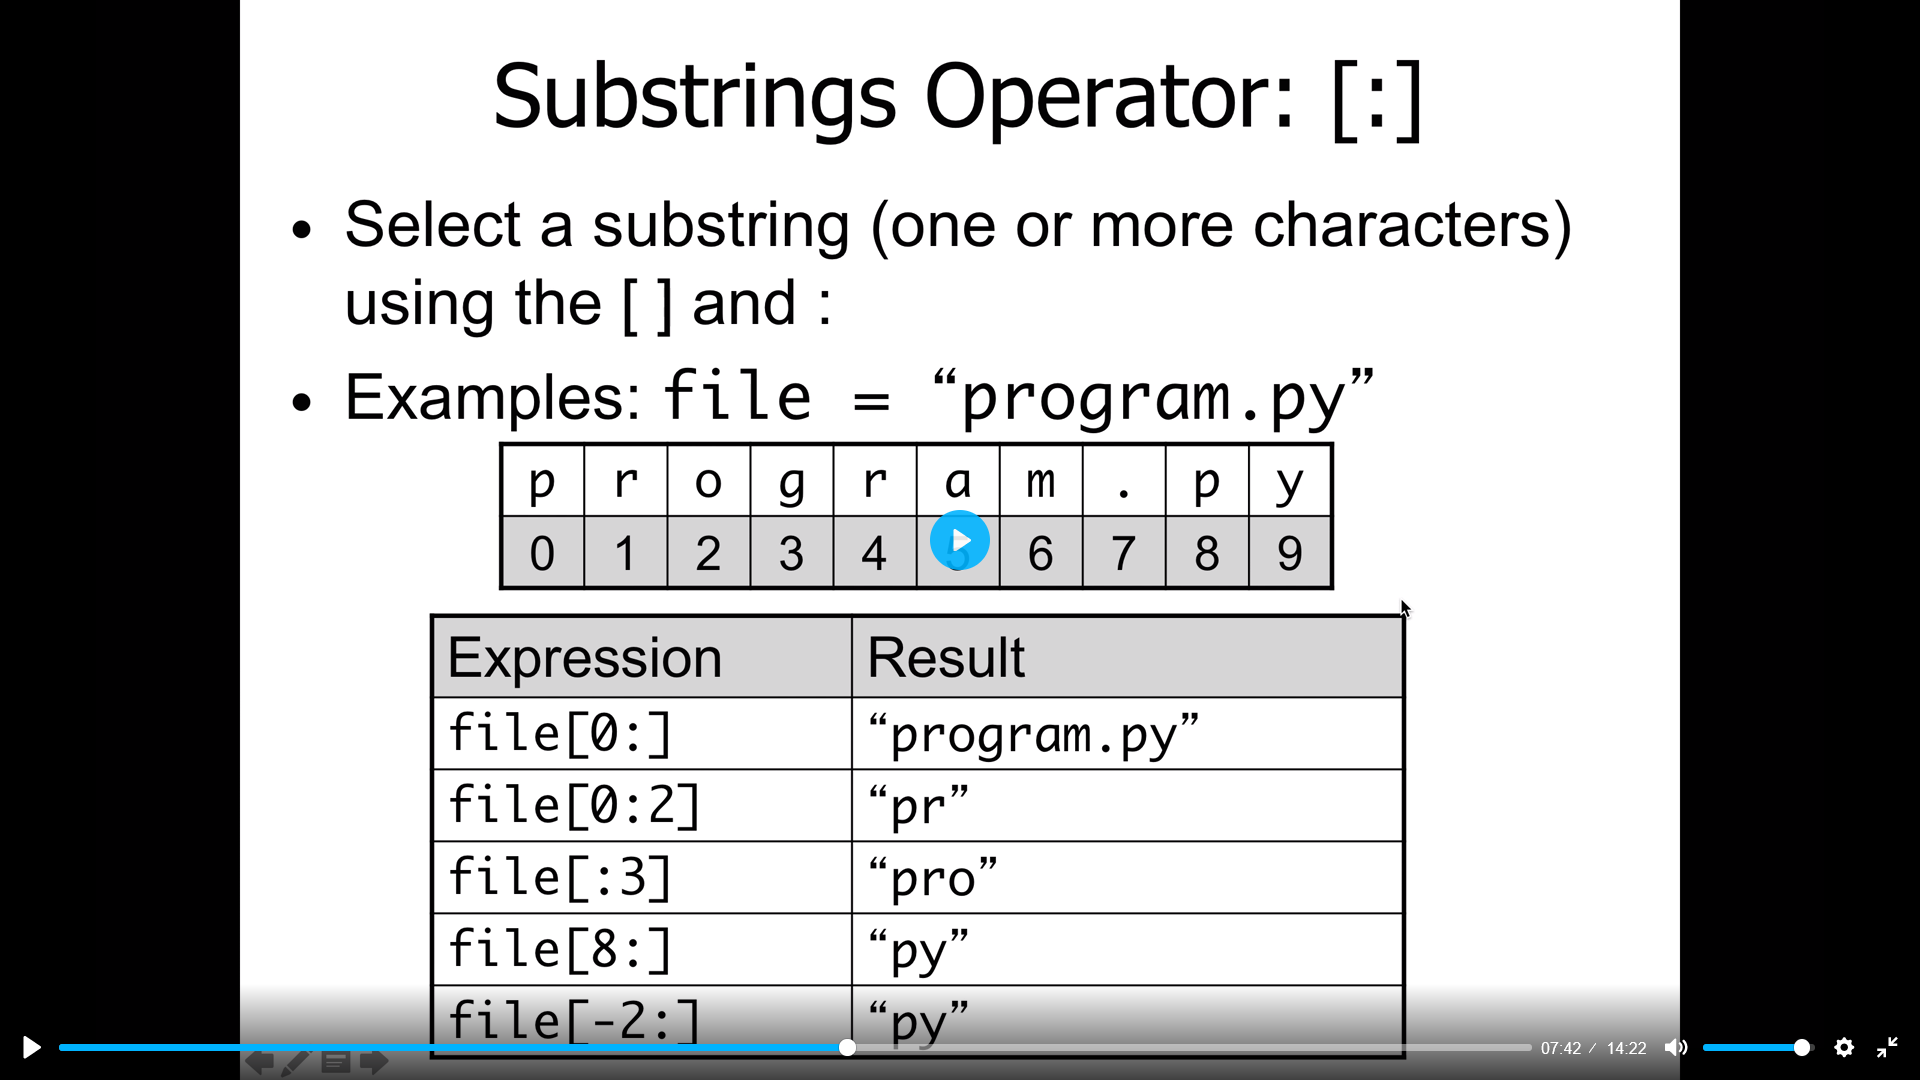 Substrings Operator: [:]
• Select a substring (one or more characters)
using the [ ] and :
• Examples: file = “program.py”
p r o g r a m . p y
0 1 2 3 4 5 6 7 8 9
Expression Result
file[0:] “program.py”
file[0:2] “pr”
file[:3] “pro”
file[8:] “py”
file[-2:] “py”
07:42 / 14:22